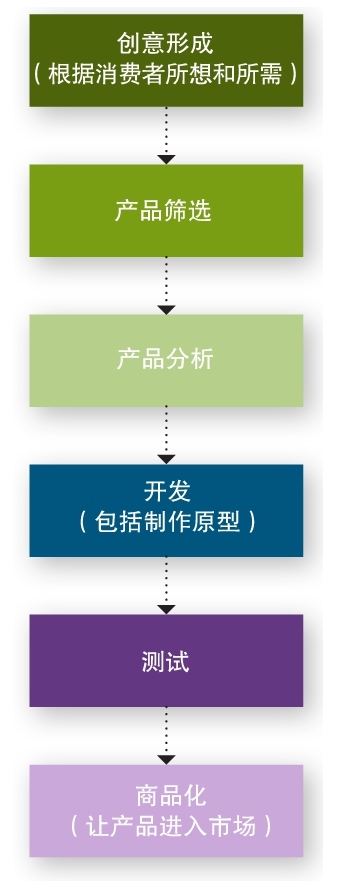 创意形成
（根据消费者所想和所需）
产品筛选
产品分析
开发
（包括制作原型）
测试
商品化
（让产品进入市场）